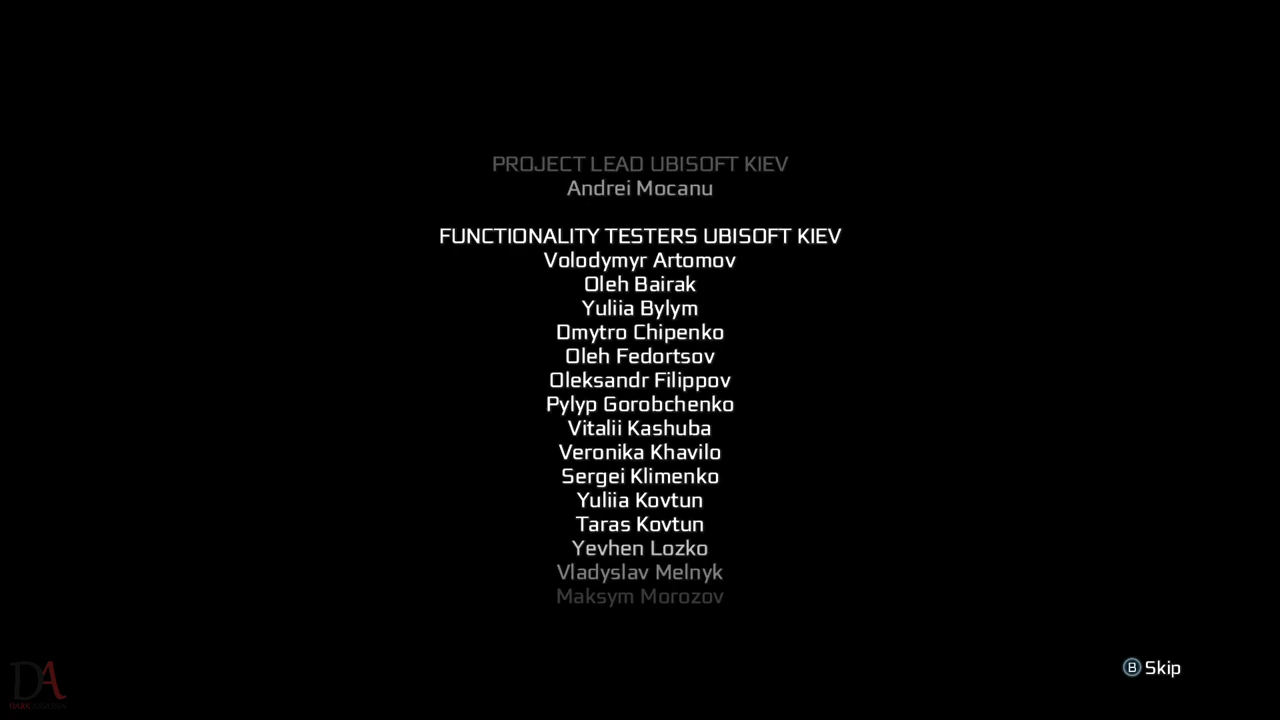 PROJECT LEAD UBISOFT KIEV
Andrei Mocanu
FUNCTIONALITY TESTERS UBISOFT KIEV
Volodymyr Artomov
Oleh Bairak
Yuliia Bylym
Dmytro Chipenko
Oleh Fedortsov
Oleksandr Filippov
Pylyp Gorobchenko
Vitalii Kashuba
Veronika Khavilo
Sergei Klimenko
Yuliia Kovtun
Taras Kovtun
Yevhen Lozko
Vladyslav Melnyk
Maksym Morozov
B Skip
DA